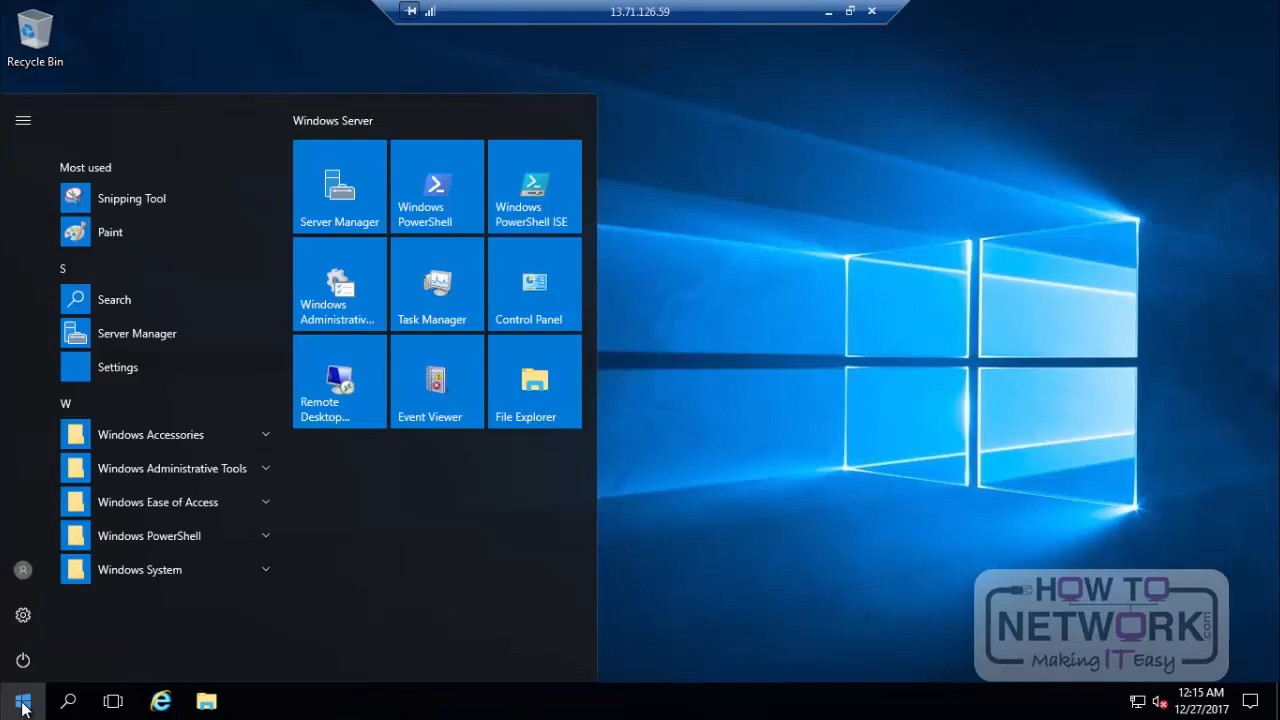 13.71.126.59
Recycle Bin
Windows Server
Most used
Snipping Tool
Paint
S
Search
Server Manager
Settings
W
Windows Accessories
Windows Administrative Tools
Windows Ease of Access
Windows PowerShell
Windows System
Server Manager
Windows
PowerShell
Windows
PowerShell ISE
Windows
Administrativ...
Task Manager
Control Panel
Remote
Desktop...
Event Viewer
File Explorer
HOW TO
NETWORK.com
Making IT Easy
12:15 AM
12/27/2017